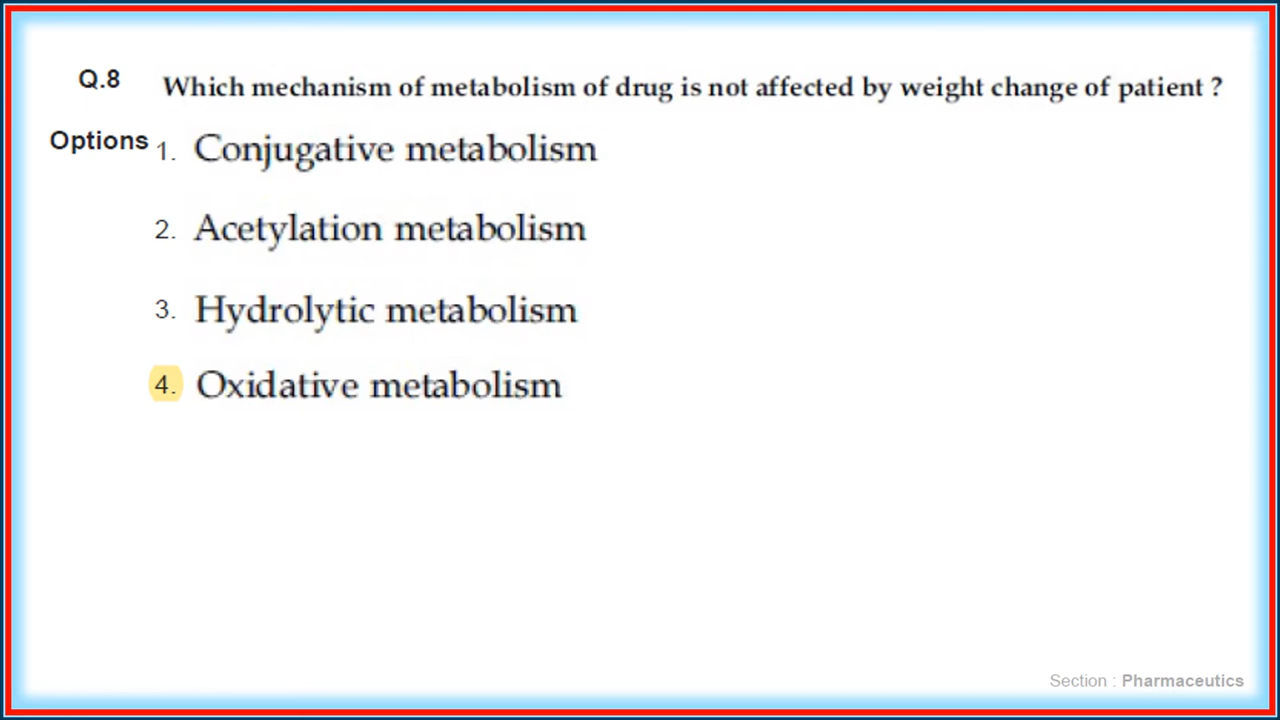 Q.8 Which mechanism of metabolism of drug is not affected by weight change of patient ?
Options 1. Conjugative metabolism
2. Acetylation metabolism
3. Hydrolytic metabolism
4. Oxidative metabolism
Section : Pharmaceutics